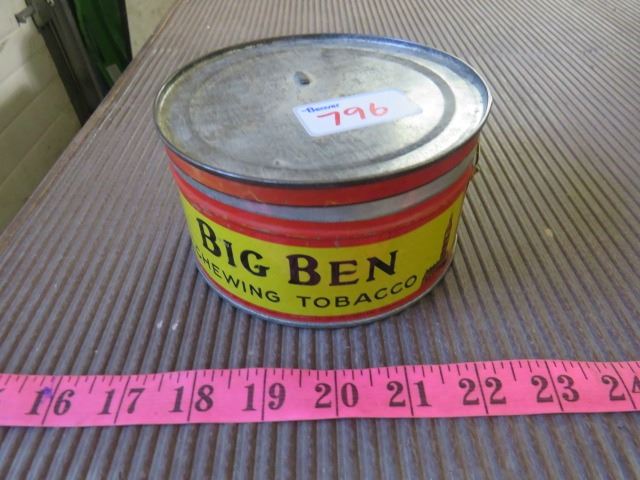 Beaver
796
BIG BEN
CHEWING TOBACCO
16 17 18 19 20 21 22 23 24